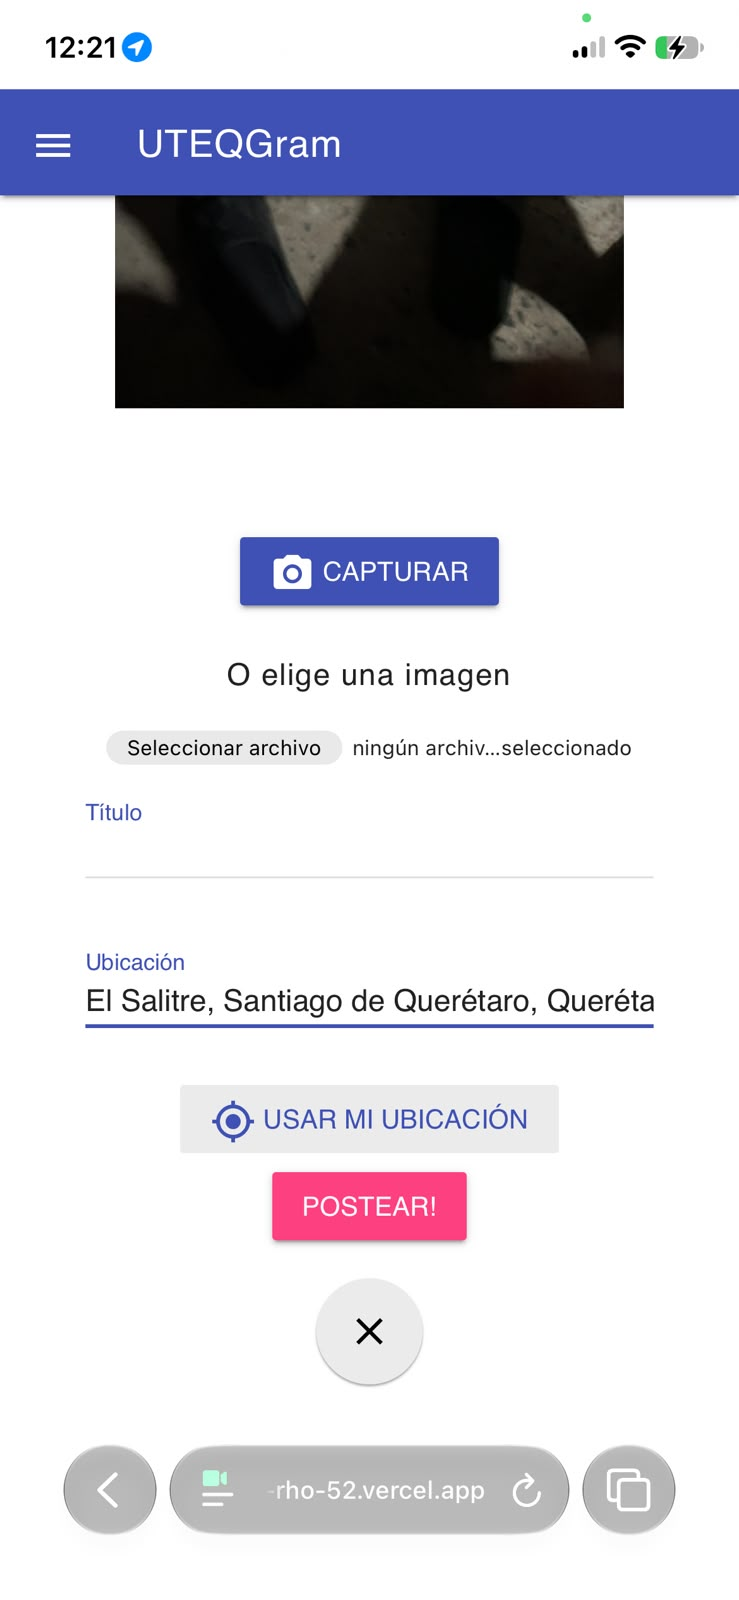 12:21
UTEQGram
CAPTURAR
O elige una imagen
Seleccionar archivo ningún archiv...seleccionado
Título
Ubicación
El Salitre, Santiago de Querétaro, Queréta
USAR MI UBICACIÓN
POSTEAR!
-rho-52.vercel.app